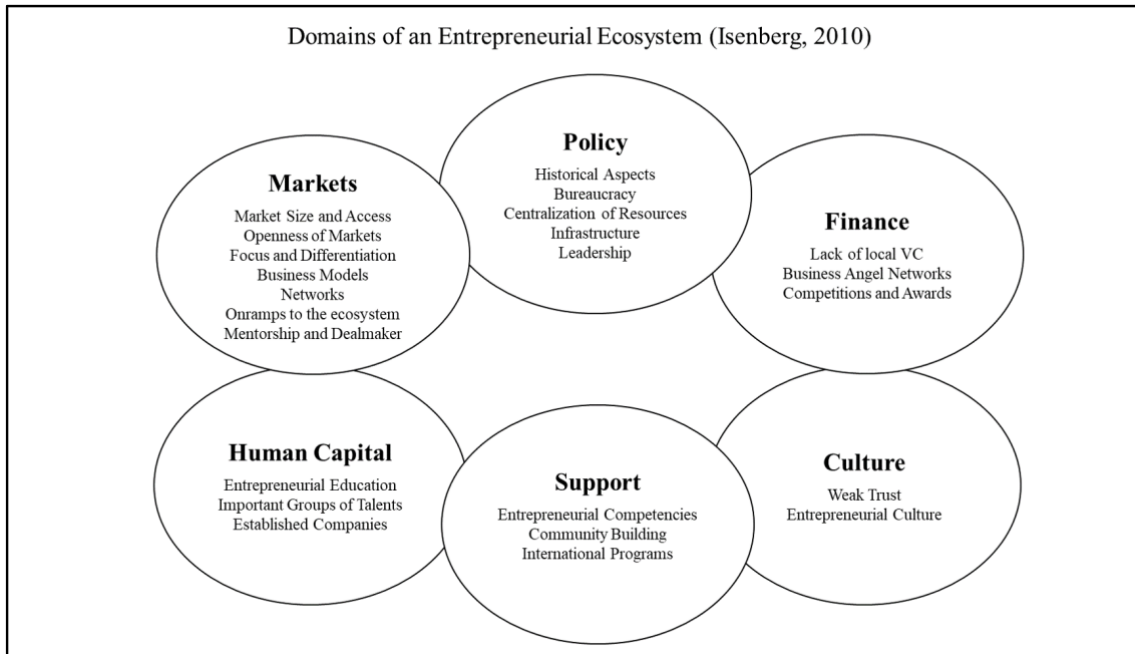 Domains of an Entrepreneurial Ecosystem (Isenberg, 2010)
Policy
Historical Aspects
Bureaucracy
Centralization of Resources
Infrastructure
Leadership
Markets
Market Size and Access
Openness of Markets
Focus and Differentiation
Business Models
Networks
Onramps to the ecosystem
Mentorship and Dealmaker
Finance
Lack of local VC
Business Angel Networks
Competitions and Awards
Human Capital
Entrepreneurial Education
Important Groups of Talents
Established Companies
Support
Entrepreneurial Competencies
Community Building
International Programs
Culture
Weak Trust
Entrepreneurial Culture